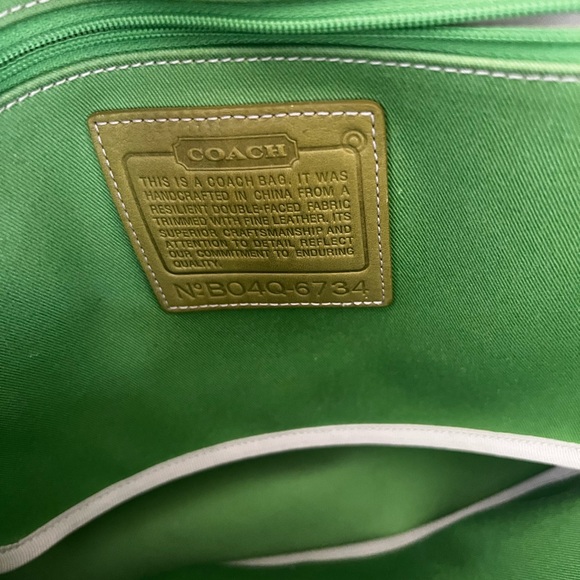 COACH
THIS IS A COACH BAG. IT WAS
HANDCRAFTED IN CHINA FROM A
RESILIENT DOUBLE-FACED FABRIC
TRIMMED WITH FINE LEATHER. ITS
SUPERIOR CRAFTSMANSHIP AND
ATTENTION TO DETAIL REFLECT
OUR COMMITMENT TO ENDURING
QUALITY.
Nº BO4Q-6734